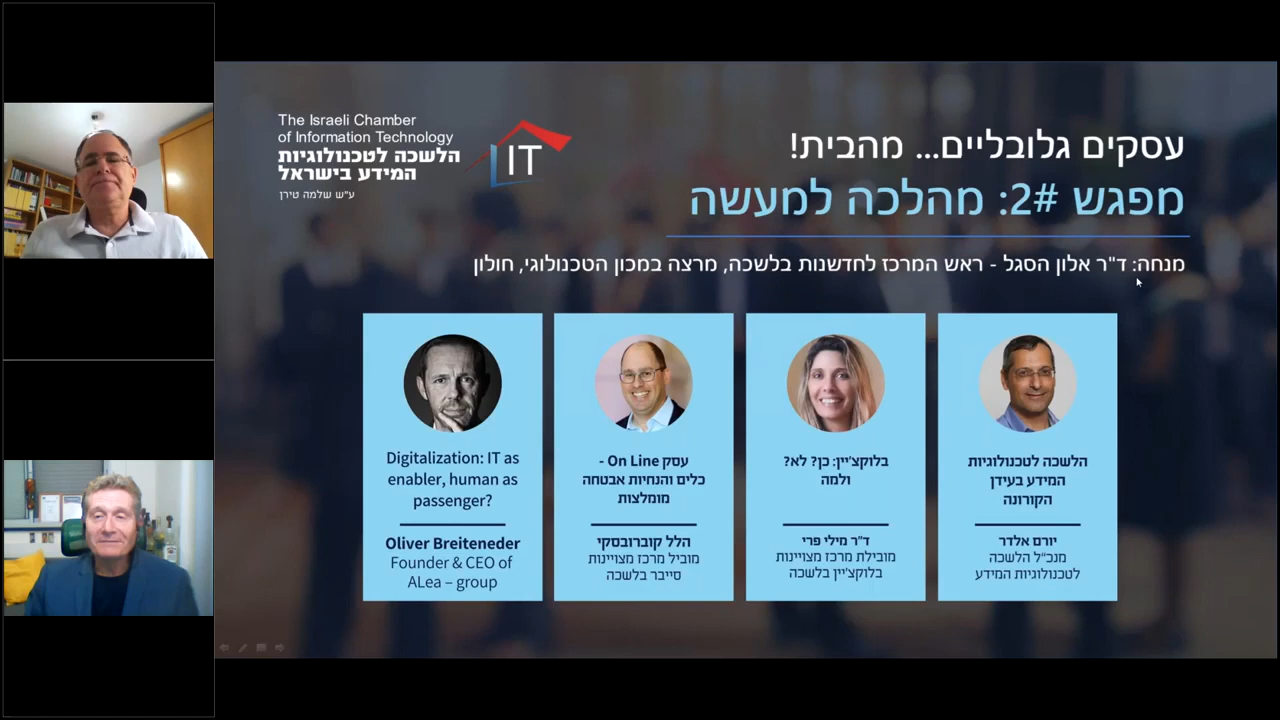 The Israeli Chamber
of Information Technology
הלשכה לטכנולוגיות
המידע בישראל
ע״ש שלמה טירן
IT
עסקים גלובליים... מהבית!
מפגש #2: מהלכה למעשה
מנחה: ד"ר אלון הסגל - ראש המרכז לחדשנות בלשכה, מרצה במכון הטכנולוגי, חולון
הלשכה לטכנולוגיות
המידע בעידן
הקורונה
יורם אלדר
מנכ״ל הלשכה
לטכנולוגיות המידע
בלוקצ׳יין: כן? לא?
ולמה
ד״ר מילי פרי
מובילת מרכז מצויינות
בלוקצ׳יין בלשכה
עסק On Line -
כלים והנחיות אבטחה
מומלצות
הלל קוברובסקי
מוביל מרכז מצויינות
סייבר בלשכה
Digitalization: IT as
enabler, human as
passenger?
Oliver Breiteneder
Founder & CEO of
ALea – group